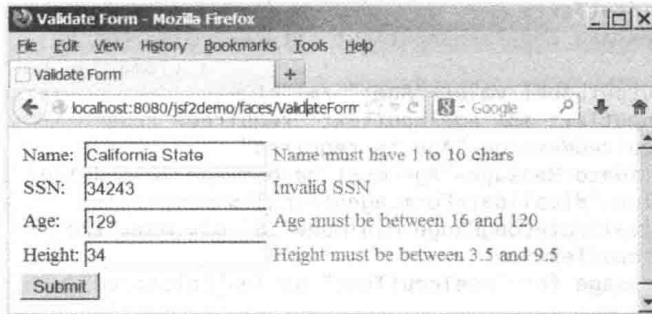 Validate Form - Mozilla Firefox
File Edit View History Bookmarks Tools Help
Validate Form +
localhost:8080/jsf2demo/faces/ValidateForm Google
Name: California State Name must have 1 to 10 chars
SSN: 34243 Invalid SSN
Age: 129 Age must be between 16 and 120
Height: 34 Height must be between 3.5 and 9.5
Submit